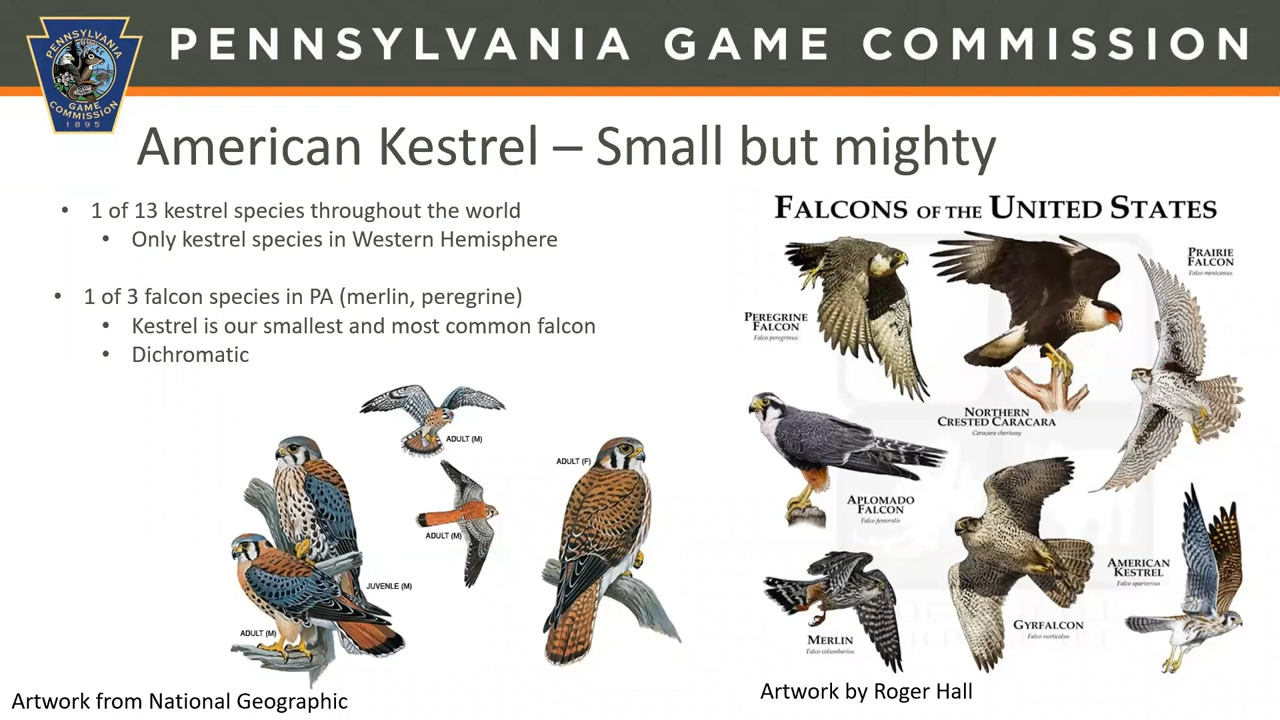 PENNSYLVANIA GAME COMMISSION
PENNSYLVANIA
GAME
COMMISSION
1895
American Kestrel – Small but mighty
• 1 of 13 kestrel species throughout the world
• Only kestrel species in Western Hemisphere
• 1 of 3 falcon species in PA (merlin, peregrine)
• Kestrel is our smallest and most common falcon
• Dichromatic
ADULT (M)
ADULT (F)
ADULT (M)
JUVENLE (M)
ADULT (M)
Artwork from National Geographic
FALCONS OF THE UNITED STATES
PRAIRIE
FALCON
Falco mexicanus
PEREGRINE
FALCON
Falco peregrinus
NORTHERN
CRESTED CARACARA
Caracara cheriway
APLOMADO
FALCON
Falco femoralis
AMERICAN
KESTREL
Falco sparverius
GYRFALCON
Falco rusticolus
MERLIN
Falco columbarius
Artwork by Roger Hall